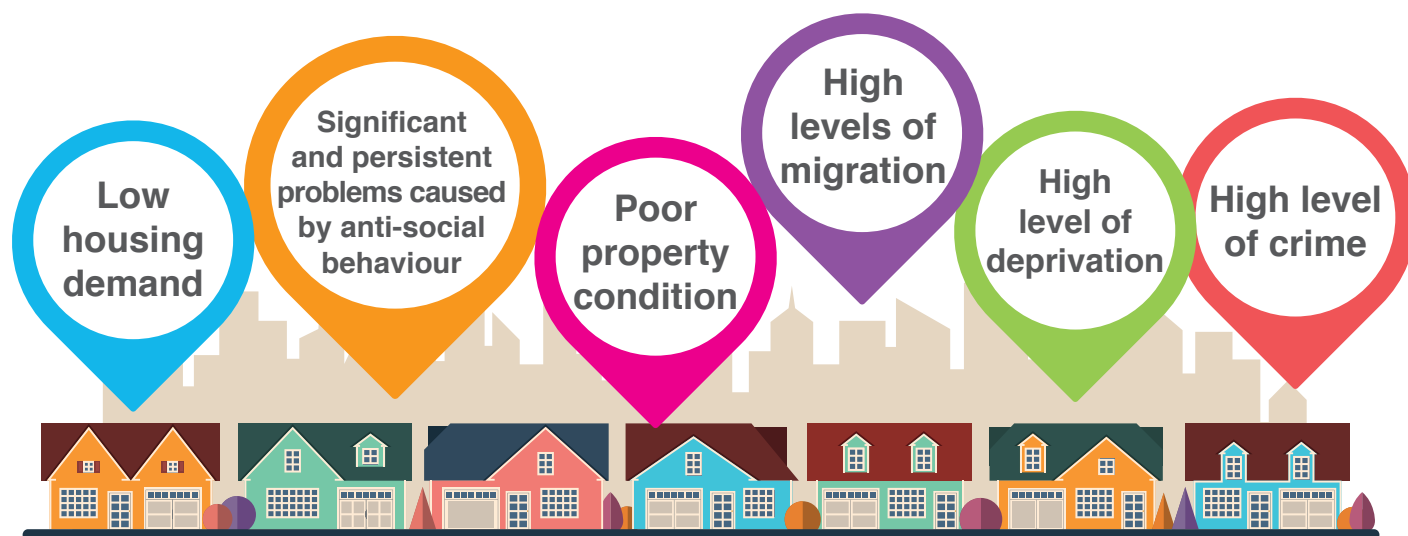 Low
housing
demand
Significant
and persistent
problems caused
by anti-social
behaviour
Poor
property
condition
High
levels of
migration
High
level of
deprivation
High level
of crime